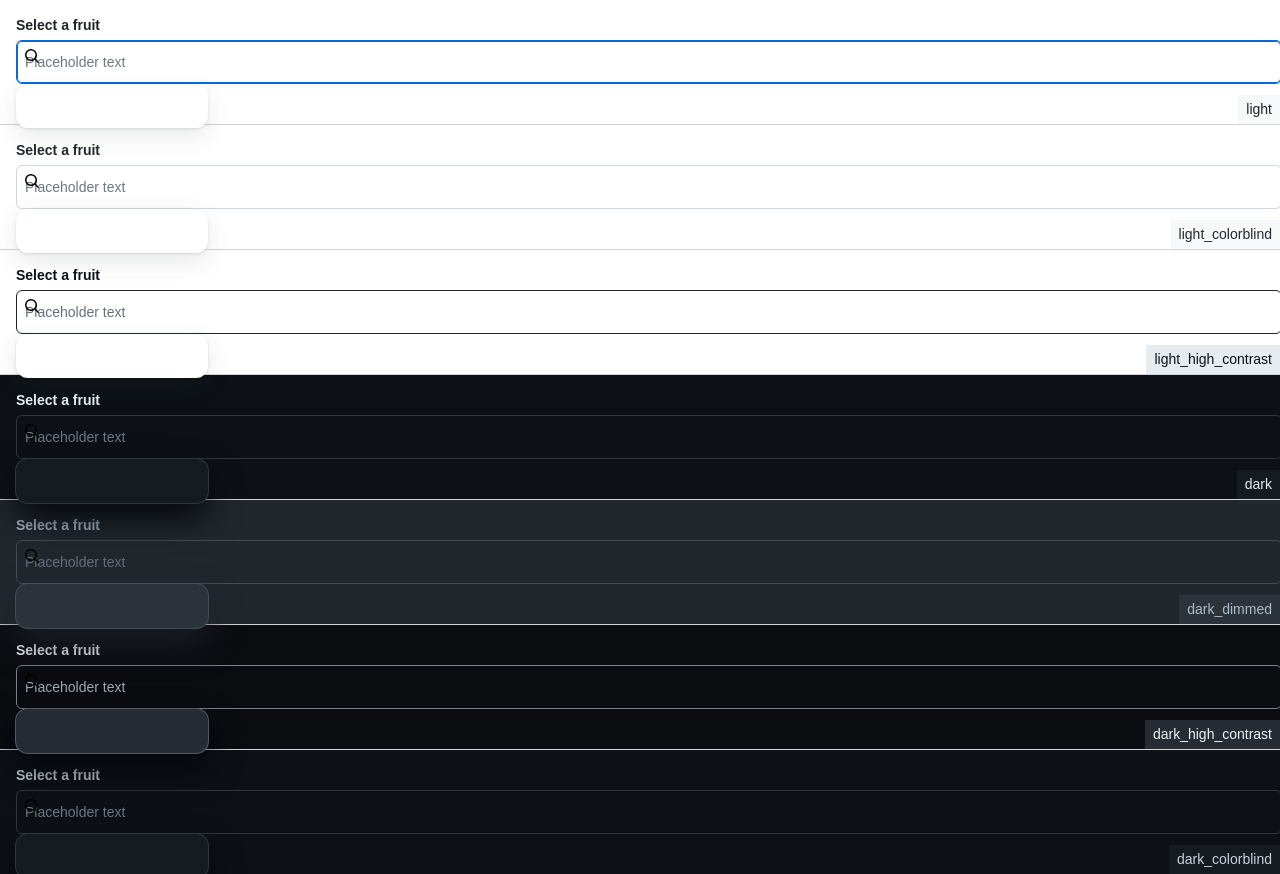 Select a fruit
Placeholder text
light
Select a fruit
Placeholder text
light_colorblind
Select a fruit
Placeholder text
light_high_contrast
Select a fruit
Placeholder text
dark
Select a fruit
Placeholder text
dark_dimmed
Select a fruit
Placeholder text
dark_high_contrast
Select a fruit
Placeholder text
dark_colorblind